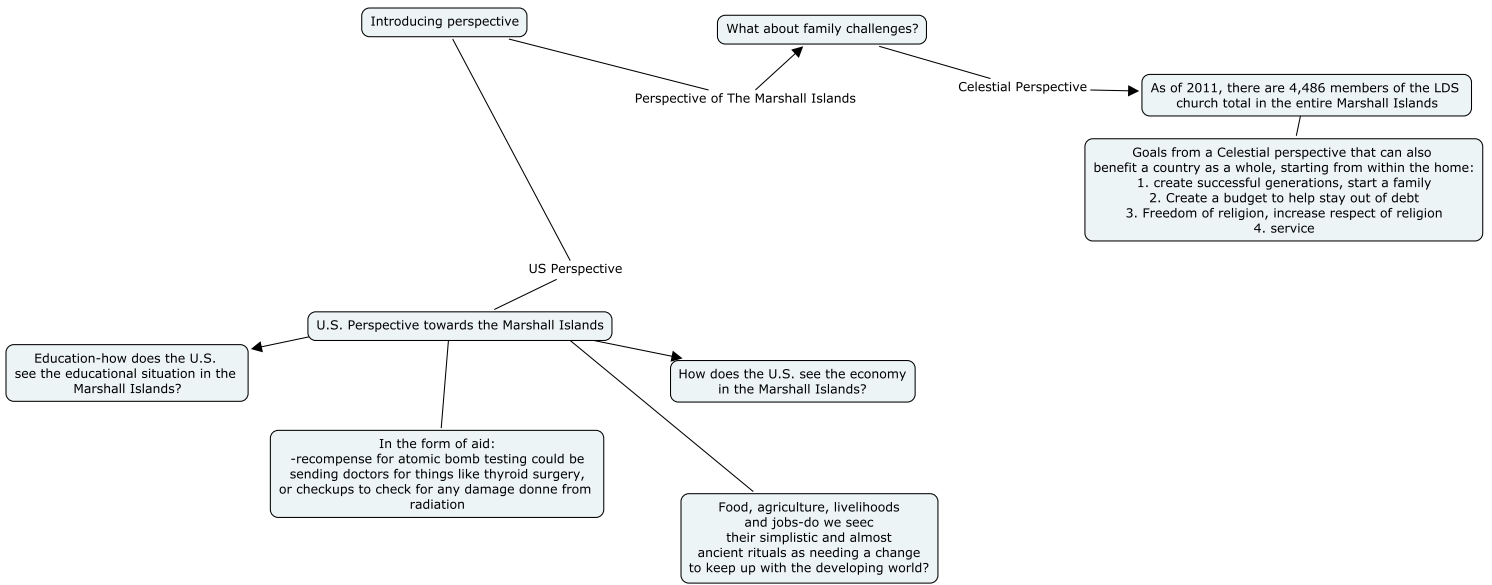 Introducing perspective
What about family challenges?
Perspective of The Marshall Islands
Celestial Perspective
As of 2011, there are 4,486 members of the LDS
church total in the entire Marshall Islands
Goals from a Celestial perspective that can also
benefit a country as a whole, starting from within the home:
1. create successful generations, start a family
2. Create a budget to help stay out of debt
3. Freedom of religion, increase respect of religion
4. service
US Perspective
U.S. Perspective towards the Marshall Islands
Education-how does the U.S.
see the educational situation in the
Marshall Islands?
How does the U.S. see the economy
in the Marshall Islands?
In the form of aid:
-recompense for atomic bomb testing could be
sending doctors for things like thyroid surgery,
or checkups to check for any damage donne from
radiation
Food, agriculture, livelihoods
and jobs-do we seec
their simplistic and almost
ancient rituals as needing a change
to keep up with the developing world?